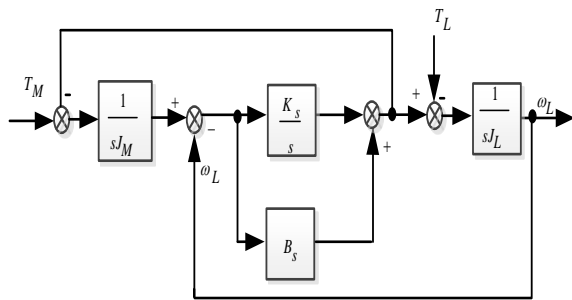 T_L
T_M
-
+
-
1
sJ_M
+
-
K_s
s
+
1
sJ_L
ω_L
ω_L
+
B_s